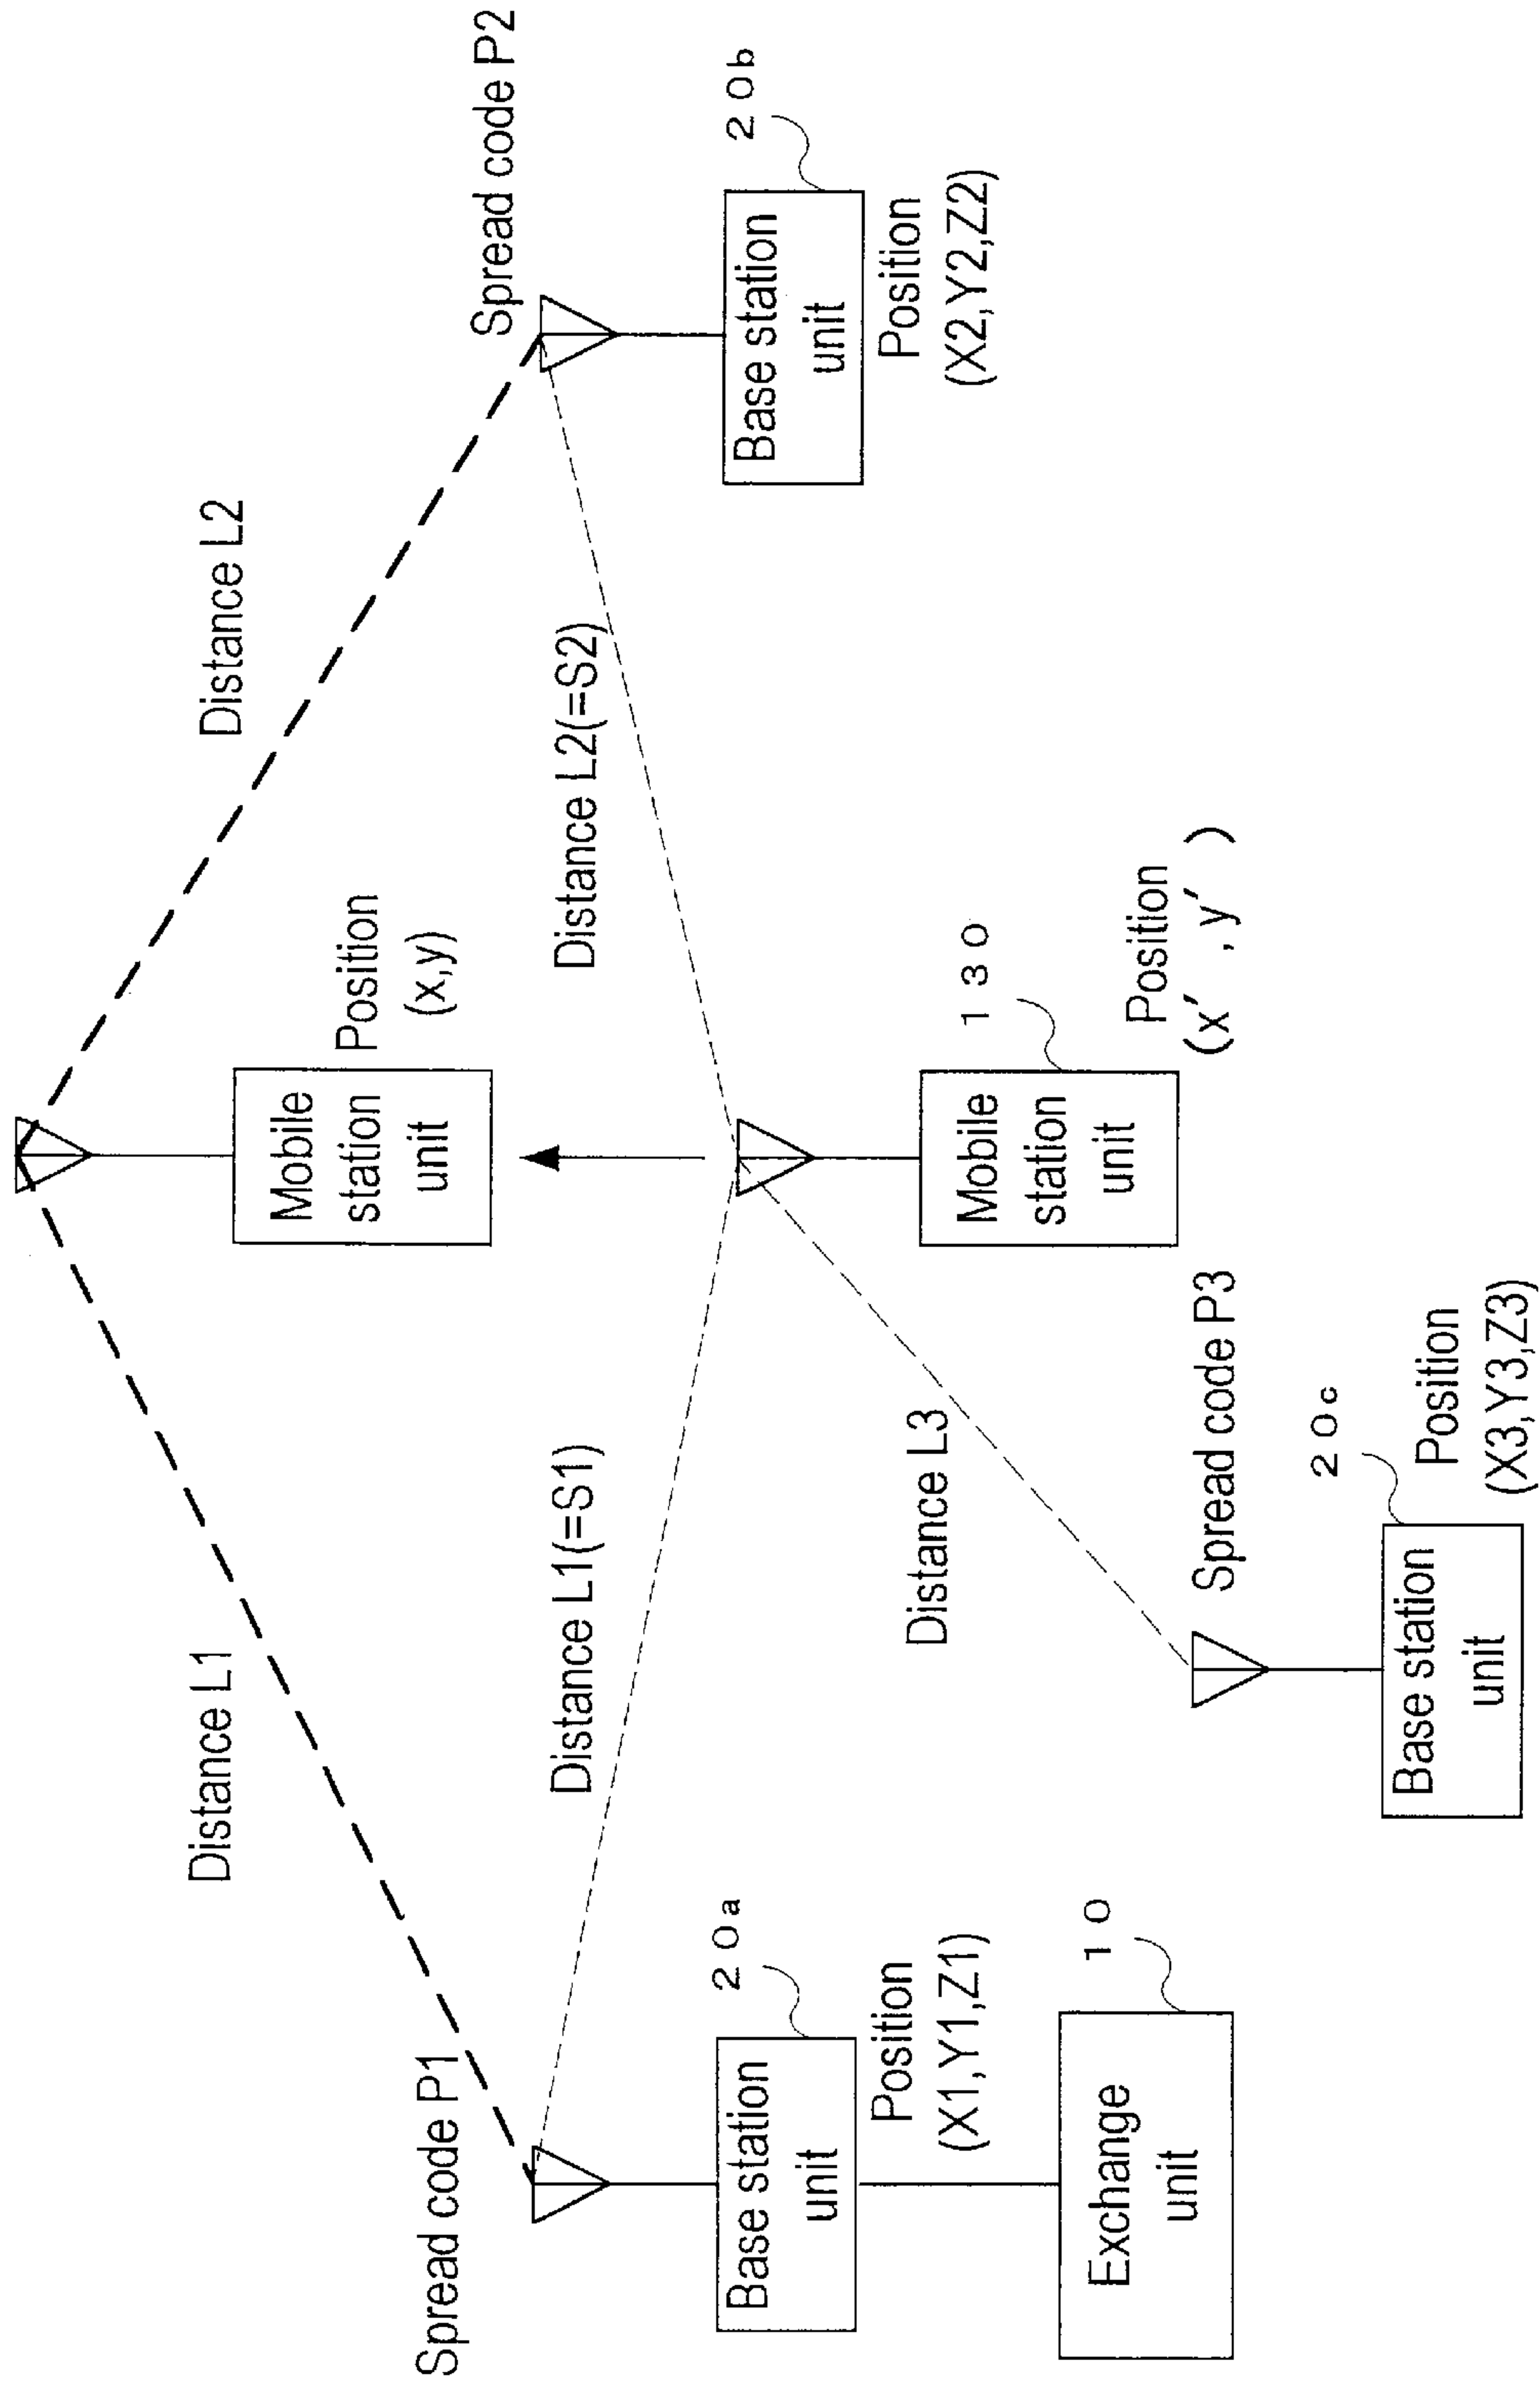 Distance L1
Distance L2
Mobile
station
unit
Position
(x,y)
Spread code P1
Spread code P2
Distance L1(=S1)
Distance L2(=S2)
Base station
unit
20a
Position
(X1,Y1,Z1)
Exchange
unit
10
Distance L3
Mobile
station
unit
130
Position
(x′ ,y′ )
Base station
unit
20b
Position
(X2,Y2,Z2)
Spread code P3
Base station
unit
20c
Position
(X3,Y3,Z3)